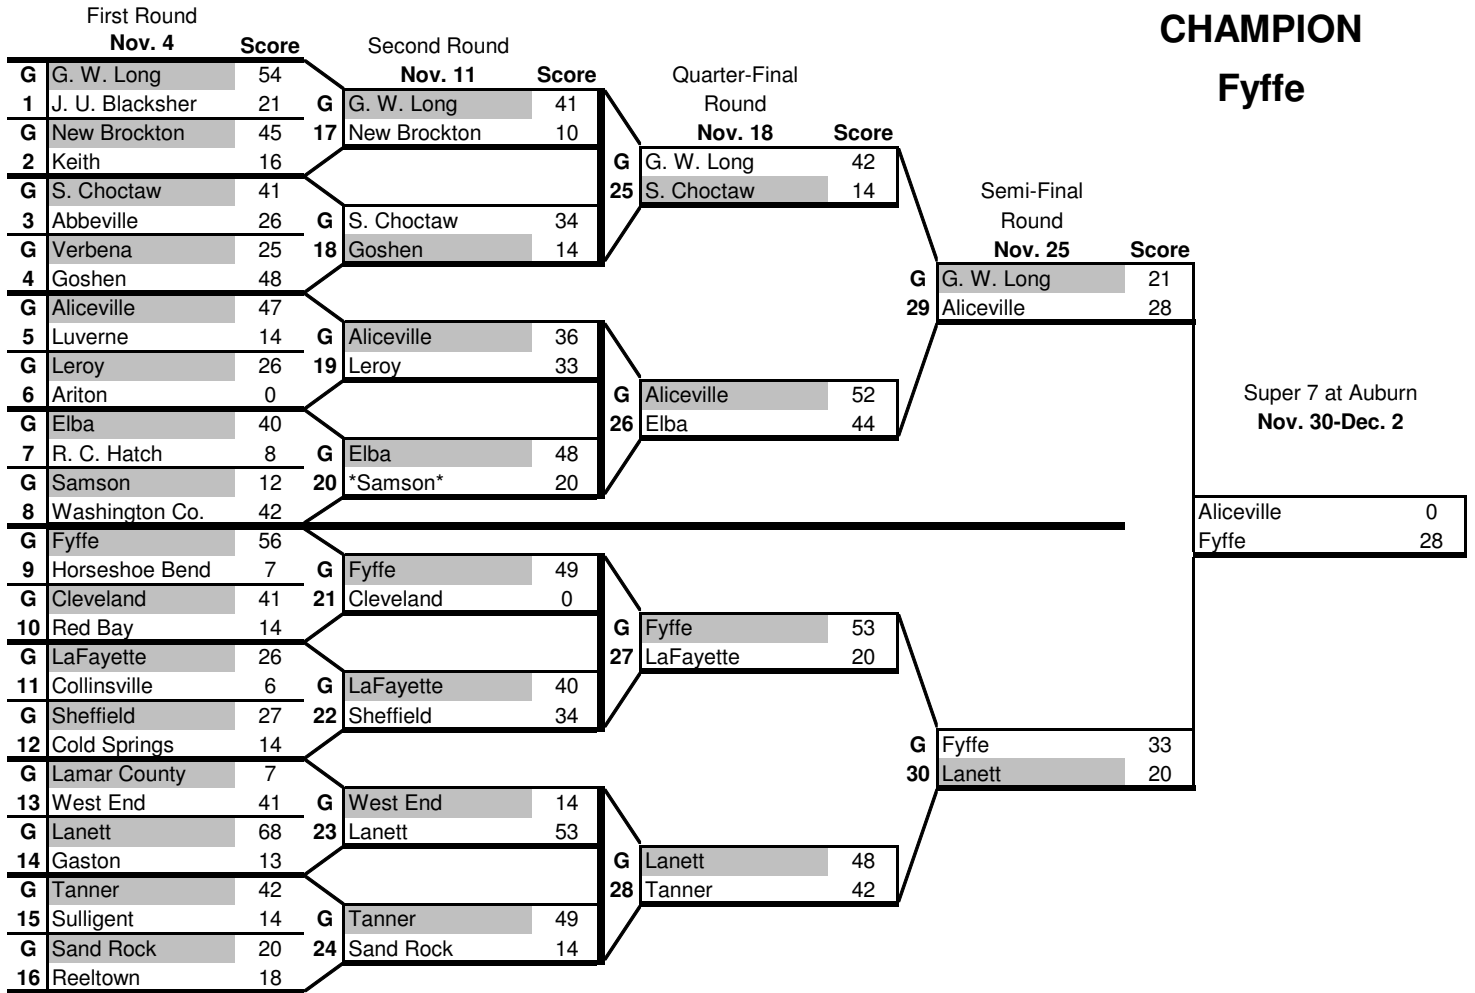 First Round
Nov. 4 Score
G G. W. Long 54
1 J. U. Blacksher 21
G New Brockton 45
2 Keith 16
G S. Choctaw 41
3 Abbeville 26
G Verbena 25
4 Goshen 48
G Aliceville 47
5 Luverne 14
G Leroy 26
6 Ariton 0
G Elba 40
7 R. C. Hatch 8
G Samson 12
8 Washington Co. 42
G Fyffe 56
9 Horseshoe Bend 7
G Cleveland 41
10 Red Bay 14
G LaFayette 26
11 Collinsville 6
G Sheffield 27
12 Cold Springs 14
G Lamar County 7
13 West End 41
G Lanett 68
14 Gaston 13
G Tanner 42
15 Sulligent 14
G Sand Rock 20
16 Reeltown 18
Second Round
Nov. 11 Score
G G. W. Long 41
17 New Brockton 10
G S. Choctaw 34
18 Goshen 14
G Aliceville 36
19 Leroy 33
G Elba 48
20 *Samson* 20
G Fyffe 49
21 Cleveland 0
G LaFayette 40
22 Sheffield 34
G West End 14
23 Lanett 53
G Tanner 49
24 Sand Rock 14
Quarter-Final
Round
Nov. 18 Score
G G. W. Long 42
25 S. Choctaw 14
G Aliceville 52
26 Elba 44
G Fyffe 53
27 LaFayette 20
G Lanett 48
28 Tanner 42
Semi-Final
Round
Nov. 25 Score
G G. W. Long 21
29 Aliceville 28
G Fyffe 33
30 Lanett 20
CHAMPION
Fyffe
Super 7 at Auburn
Nov. 30-Dec. 2
Aliceville 0
Fyffe 28